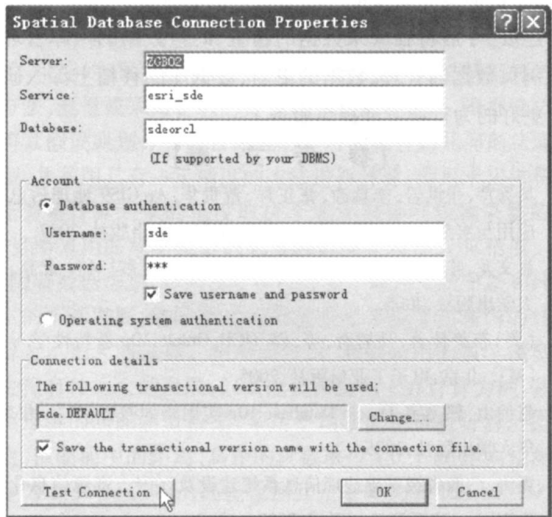 Spatial Database Connection Properties
Server: ZGBO2
Service: esri_sde
Database: sdeorcl
(If supported by your DBMS)
Account
Database authentication
Username: sde
Password: ***
Save username and password
Operating system authentication
Connection details
The following transactional version will be used:
sde.DEFAULT Change...
Save the transactional version name with the connection file.
Test Connection OK Cancel